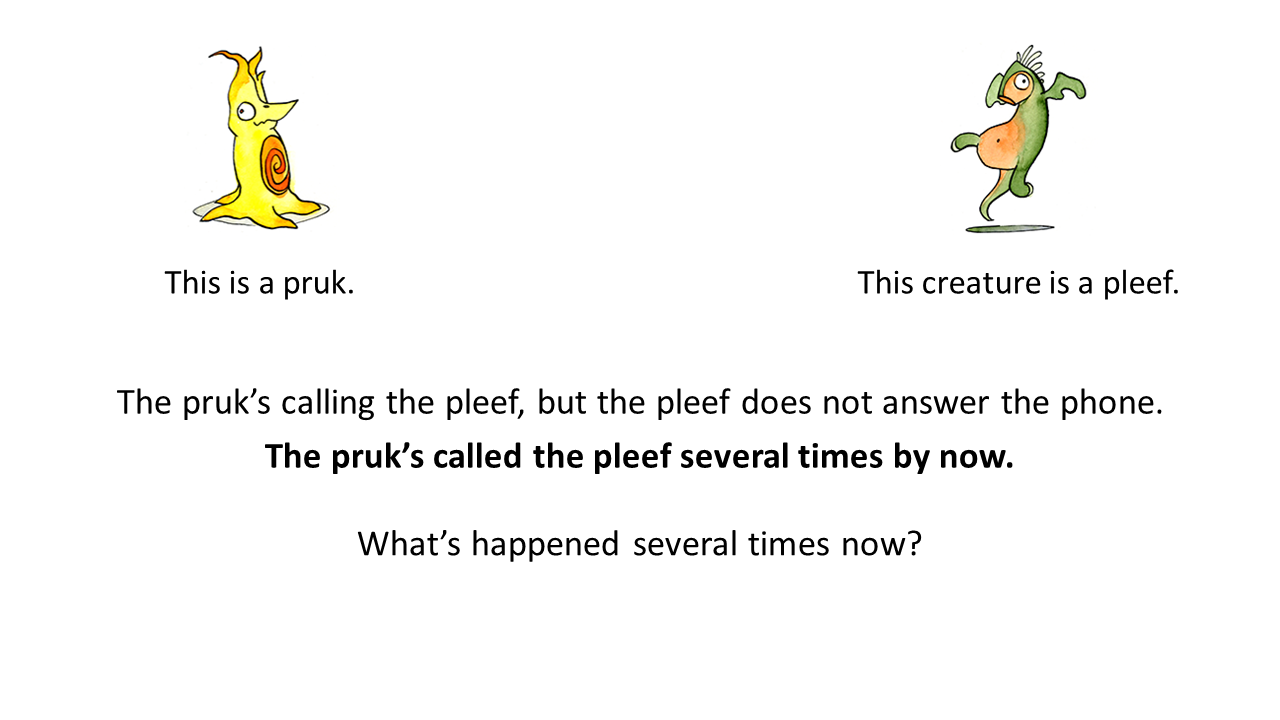 This is a pruk.
This creature is a pleef.
The pruk’s calling the pleef, but the pleef does not answer the phone.
The pruk’s called the pleef several times by now.
What’s happened several times now?